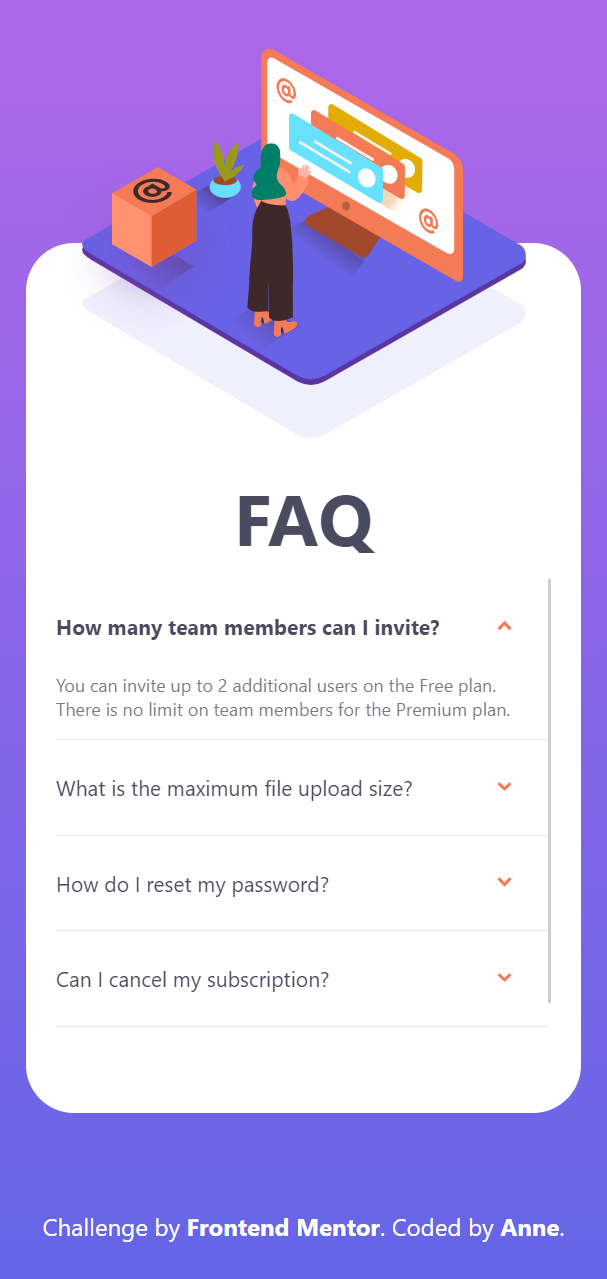 @
@
@
FAQ
How many team members can I invite?
You can invite up to 2 additional users on the Free plan.
There is no limit on team members for the Premium plan.
What is the maximum file upload size?
How do I reset my password?
Can I cancel my subscription?
Challenge by Frontend Mentor. Coded by Anne.